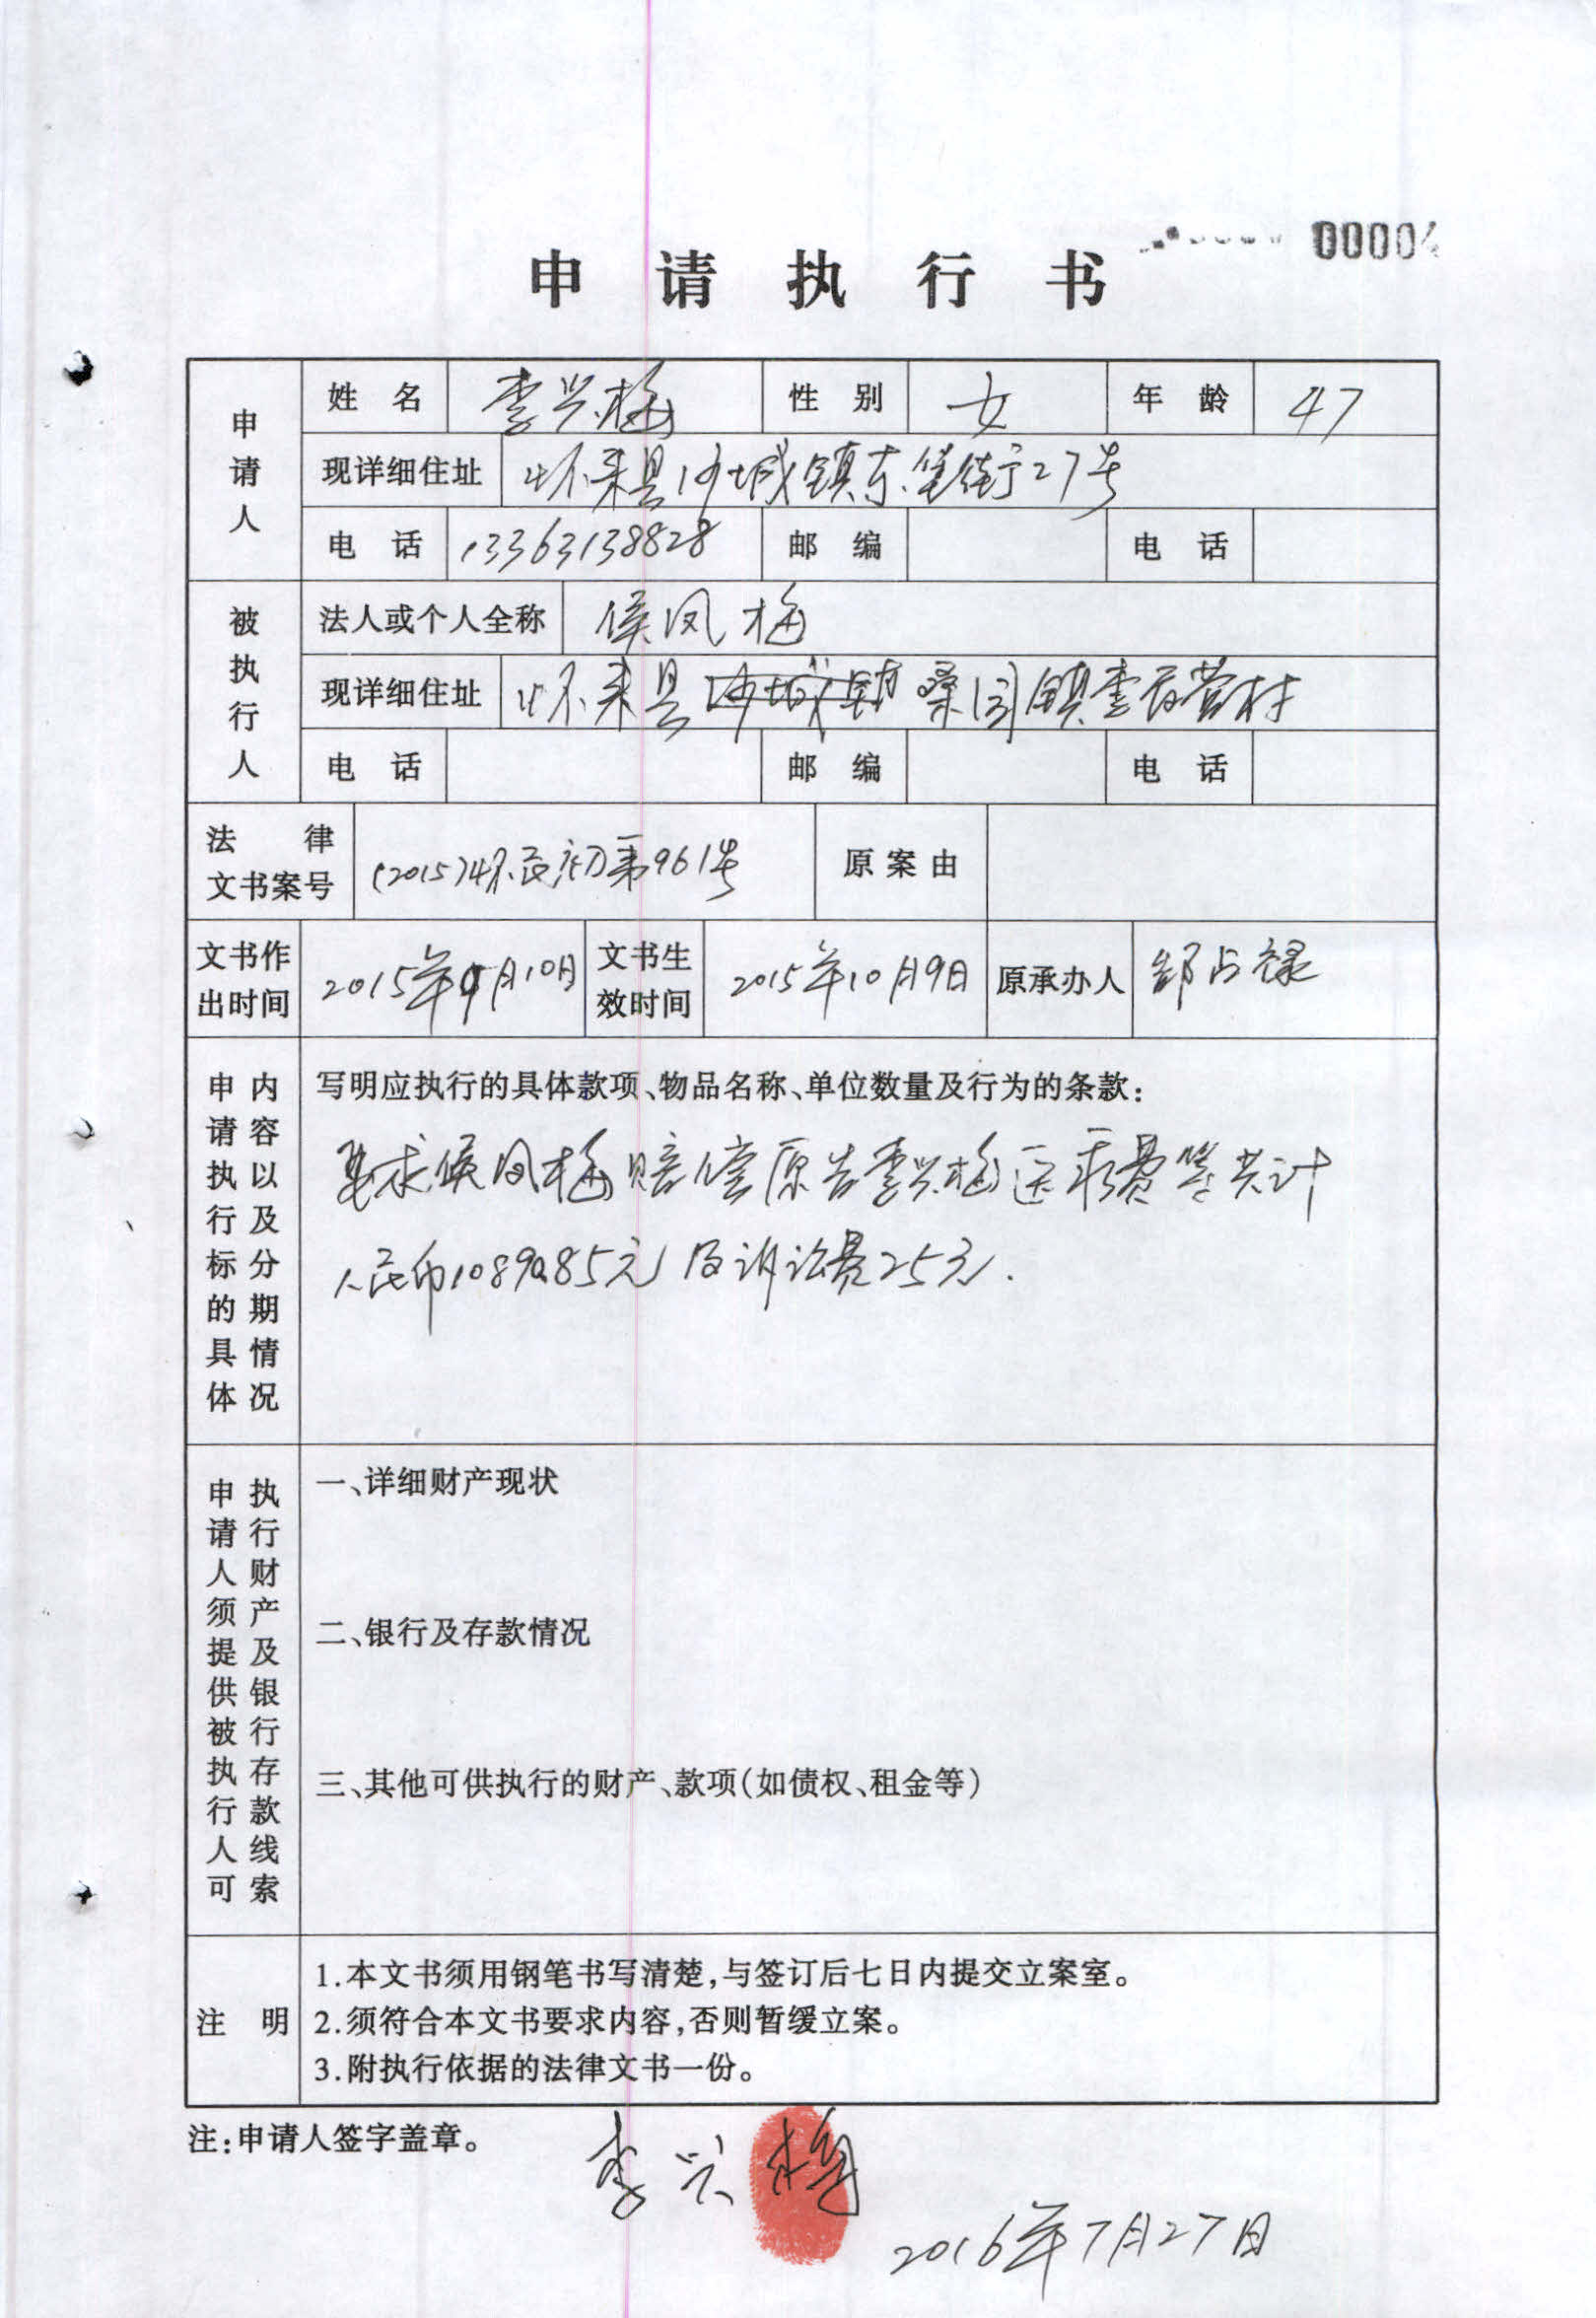 00004
申请执行书
申请人 姓名 李兴梅 性别 女 年龄 47
现详细住址 怀来县沙城镇东堡街27号
电话 13363138828 邮编 电话
被执行人 法人或个人全称 侯凤梅
现详细住址 怀来县沙城镇桑园镇李官营村
电话 邮编 电话
法律文书案号 (2015)怀民初第961号 原案由
文书作出时间 2015年9月10日 文书生效时间 2015年10月9日 原承办人 郜占禄
申请执行标的具体内容以及分期情况
写明应执行的具体款项、物品名称、单位数量及行为的条款:
要求侯凤梅赔偿原告李兴梅医疗费等共计
人民币10890.85元及诉讼费25元.
申请人须提供被执行人可执行财产及银行存款线索
一、详细财产现状
二、银行及存款情况
三、其他可供执行的财产、款项(如债权、租金等)
注明
1.本文书须用钢笔书写清楚,与签订后七日内提交立案室。
2.须符合本文书要求内容,否则暂缓立案。
3.附执行依据的法律文书一份。
注:申请人签字盖章。
李兴梅
2016年7月27日